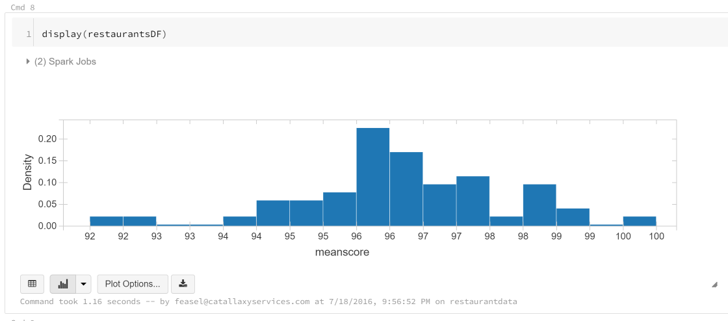 Cmd 8
1 display(restaurantsDF)
(2) Spark Jobs
0.20
0.15
0.10
0.05
0.00
Density
92 92 93 93 94 94 95 95 96 96 97 97 98 98 99 99 100 100
meanscore
Plot Options...
Command took 1.16 seconds -- by feasel@catallaxyservices.com at 7/18/2016, 9:56:52 PM on restaurantdata